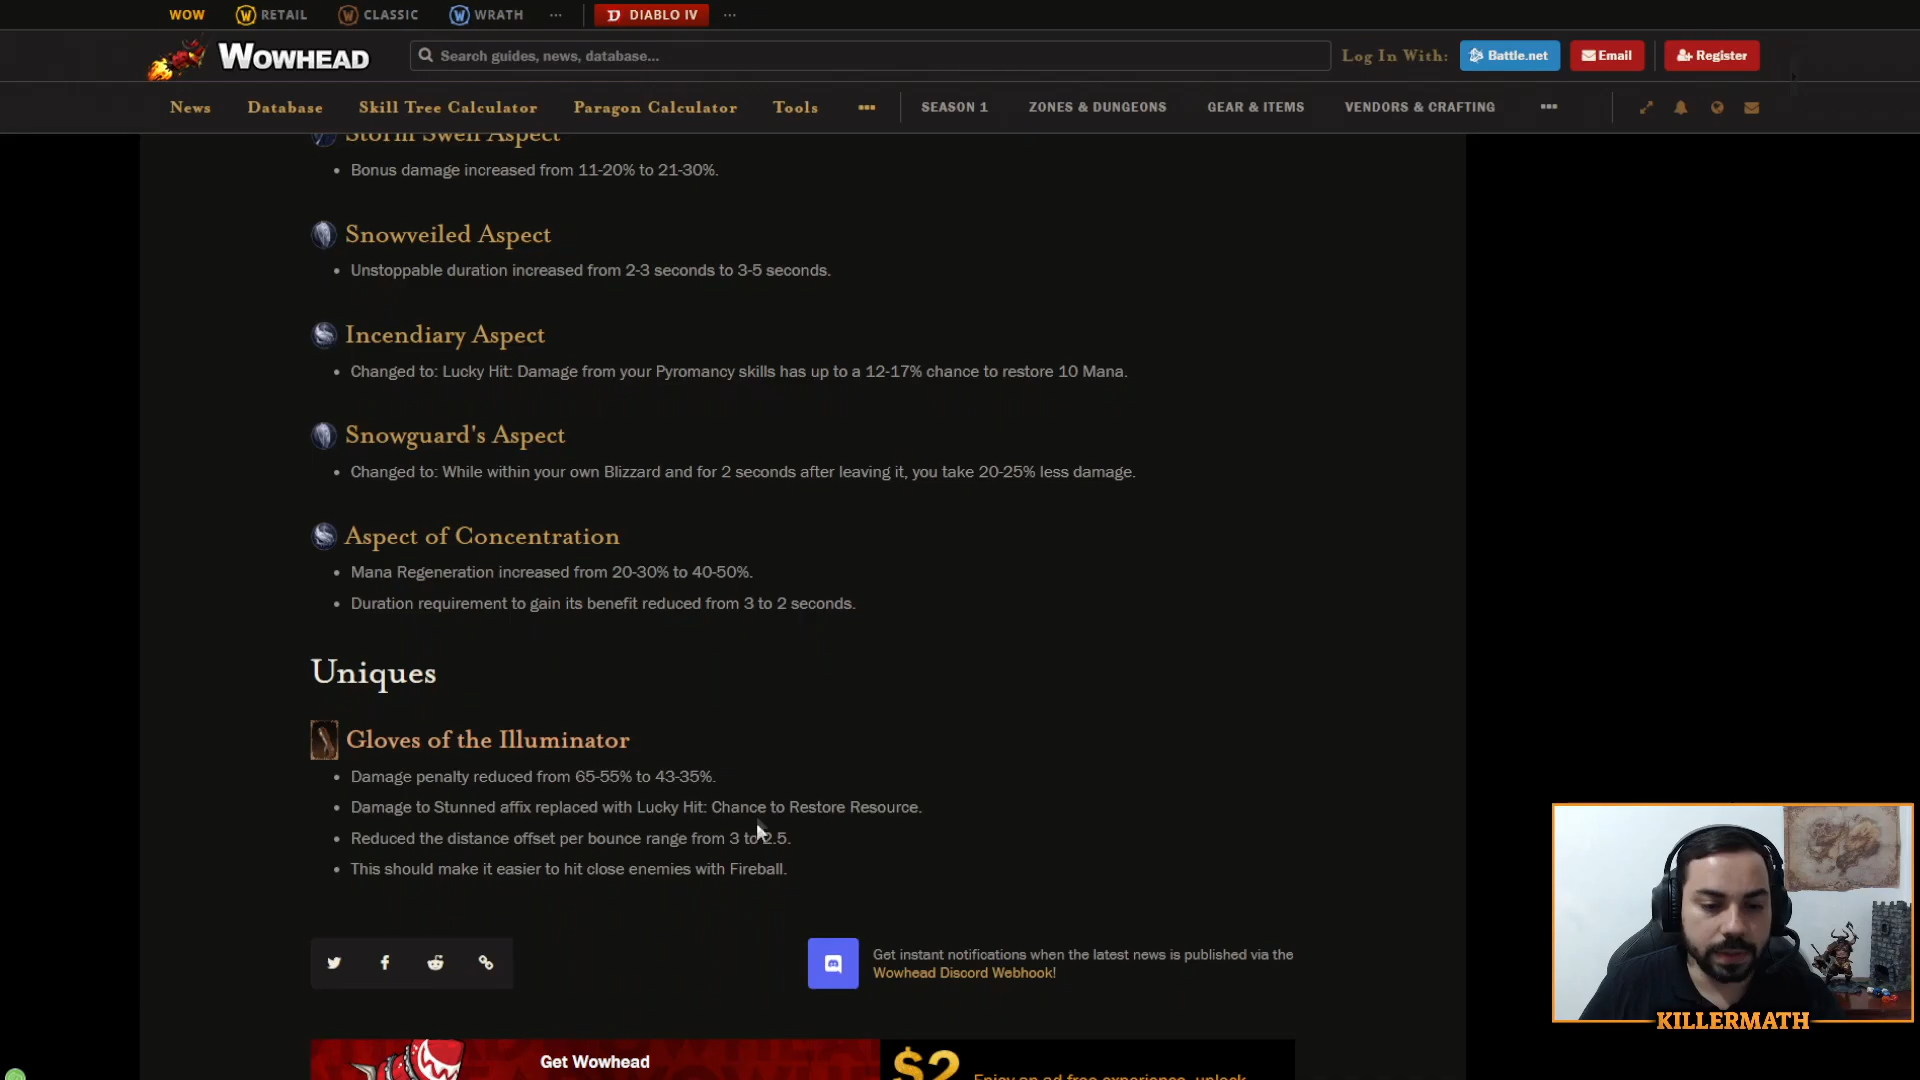 WOW RETAIL CLASSIC WRATH ... DIABLO IV ...
WOWHEAD Search guides, news, database... Log In With: Battle.net Email Register
News Database Skill Tree Calculator Paragon Calculator Tools ... SEASON 1 ZONES & DUNGEONS GEAR & ITEMS VENDORS & CRAFTING ...
Storm Swell Aspect
• Bonus damage increased from 11-20% to 21-30%.
Snowveiled Aspect
• Unstoppable duration increased from 2-3 seconds to 3-5 seconds.
Incendiary Aspect
• Changed to: Lucky Hit: Damage from your Pyromancy skills has up to a 12-17% chance to restore 10 Mana.
Snowguard's Aspect
• Changed to: While within your own Blizzard and for 2 seconds after leaving it, you take 20-25% less damage.
Aspect of Concentration
• Mana Regeneration increased from 20-30% to 40-50%.
• Duration requirement to gain its benefit reduced from 3 to 2 seconds.
Uniques
Gloves of the Illuminator
• Damage penalty reduced from 65-55% to 43-35%.
• Damage to Stunned affix replaced with Lucky Hit: Chance to Restore Resource.
• Reduced the distance offset per bounce range from 3 to 2.5.
• This should make it easier to hit close enemies with Fireball.
Get instant notifications when the latest news is published via the
Wowhead Discord Webhook!
KILLERMATH
Get Wowhead
$2
Enjoy an ad-free experience, unlock